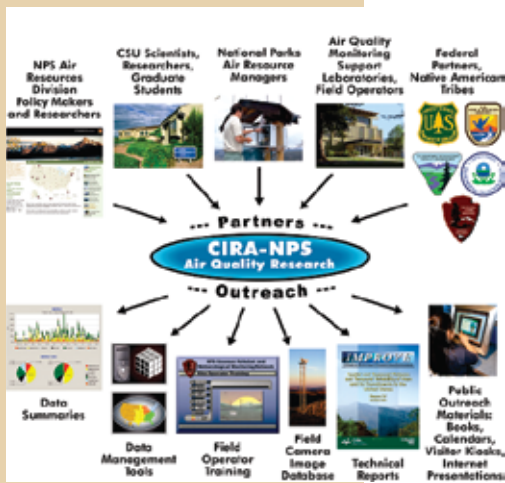 NPS Air
Resources
Division
Policy Makers
and Researchers
CSU Scientists,
Researchers,
Graduate
Students
National Parks
Air Resource
Managers
Air Quality
Monitoring
Support
Laboratories,
Field Operators
Federal
Partners,
Native American
Tribes
--- Partners ---
CIRA-NPS
Air Quality Research
--- Outreach ---
Data
Summaries
Data
Management
Tools
Field
Operator
Training
Field
Camera
Image
Database
IMPROVE
Technical
Reports
Public
Outreach
Materials:
Books,
Calendars,
Visitor Kiosks,
Internet
Presentations